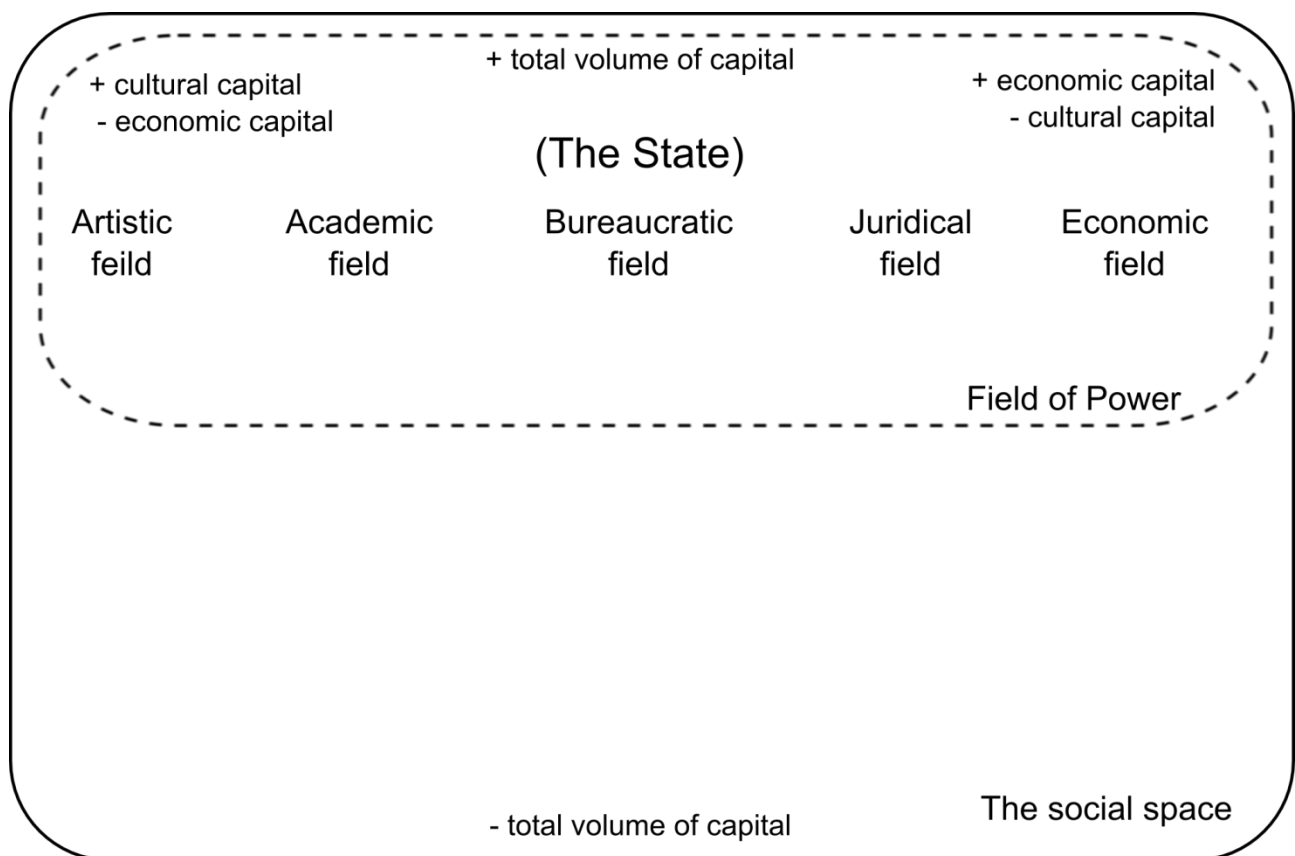 + total volume of capital
+ cultural capital
- economic capital
+ economic capital
- cultural capital
(The State)
Artistic
feild
Academic
field
Bureaucratic
field
Juridical
field
Economic
field
Field of Power
The social space
- total volume of capital